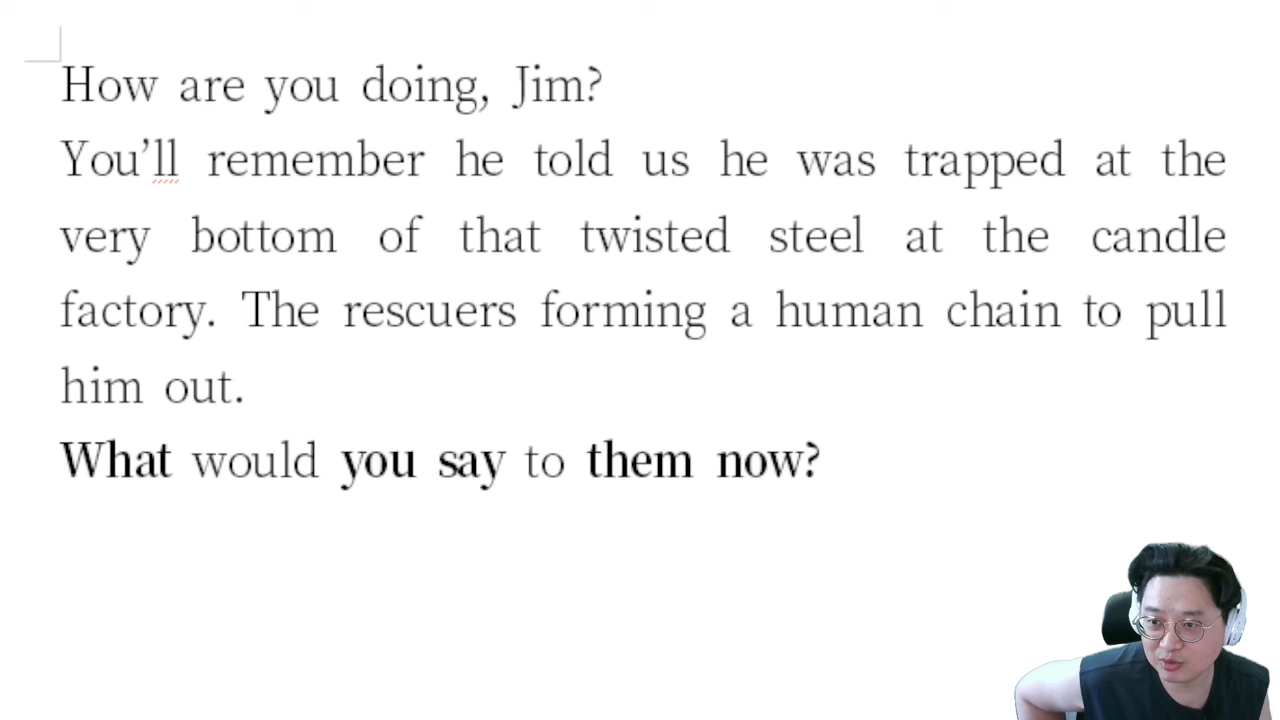 How are you doing, Jim?
You’ll remember he told us he was trapped at the
very bottom of that twisted steel at the candle
factory. The rescuers forming a human chain to pull
him out.
What would you say to them now?